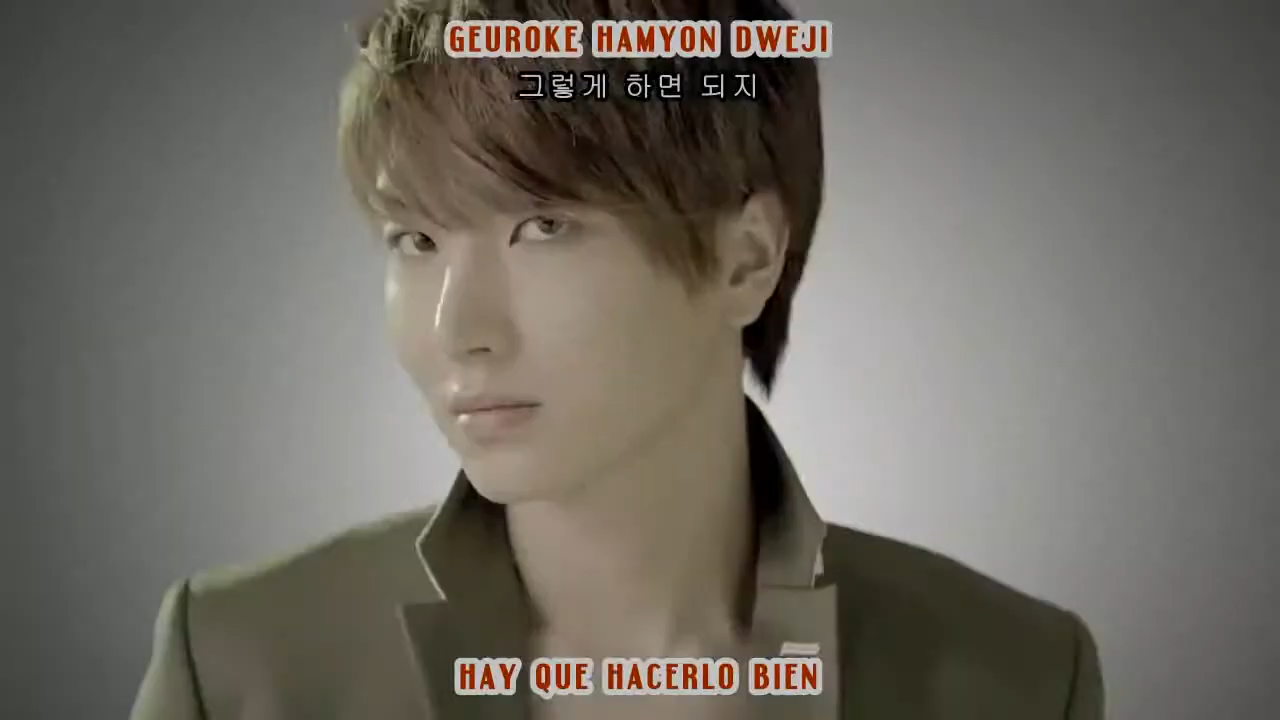 GEUROKE HAMYON DWEJI
그렇게 하면 되지
HAY QUE HACERLO BIEN